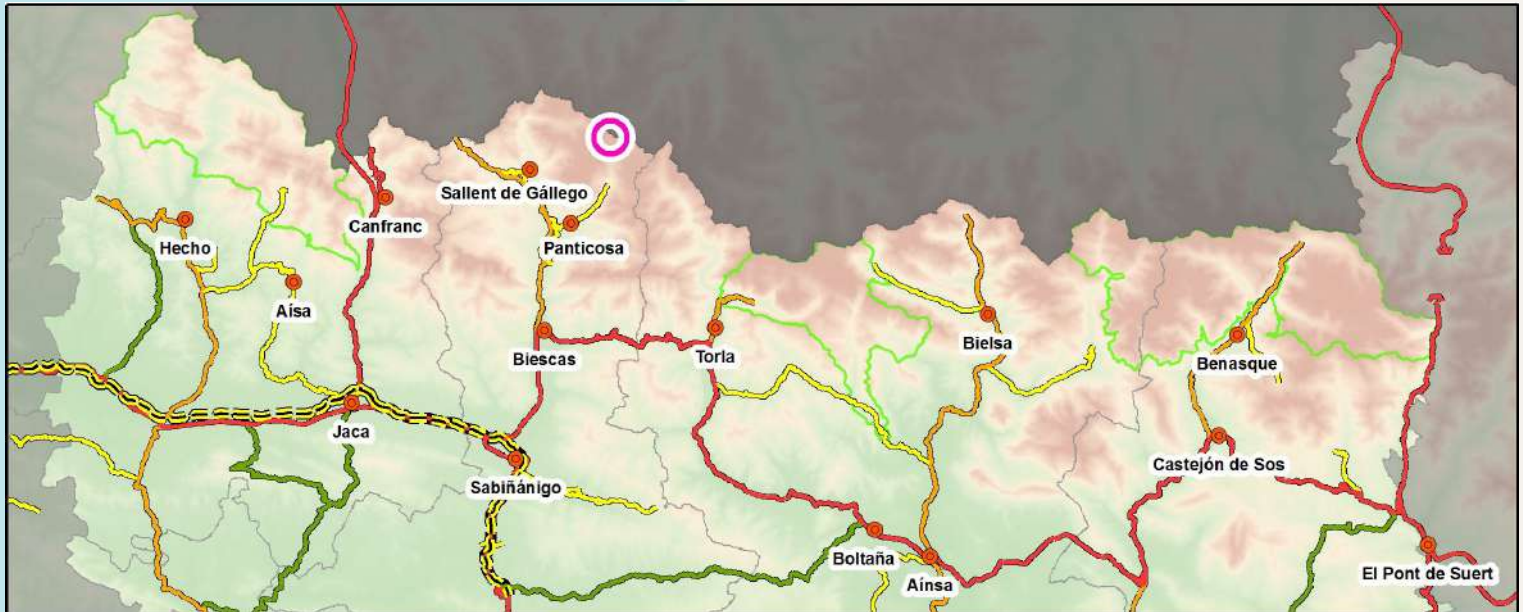 Sallent de Gállego
Canfranc
Hecho
Panticosa
Aísa
Biescas
Torla
Bielsa
Benasque
Jaca
Castejón de Sos
Sabiñánigo
Boltaña
Aínsa
El Pont de Suert